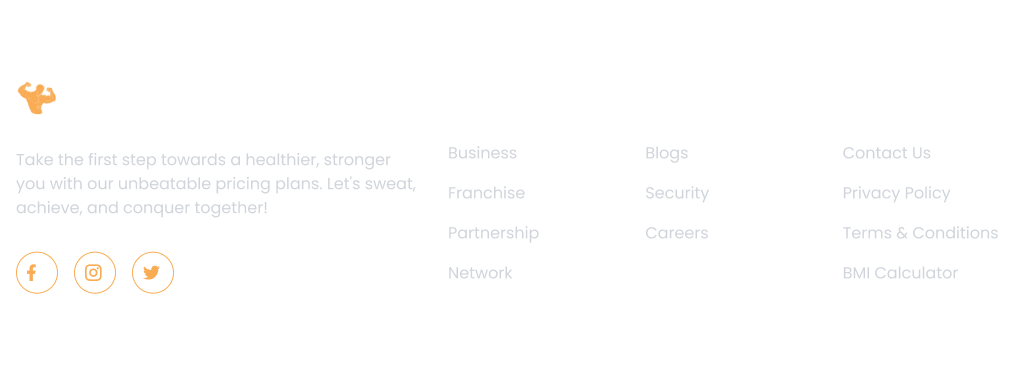 Take the first step towards a healthier, stronger
you with our unbeatable pricing plans. Let's sweat,
achieve, and conquer together!
Business
Franchise
Partnership
Network
Blogs
Security
Careers
Contact Us
Privacy Policy
Terms & Conditions
BMI Calculator